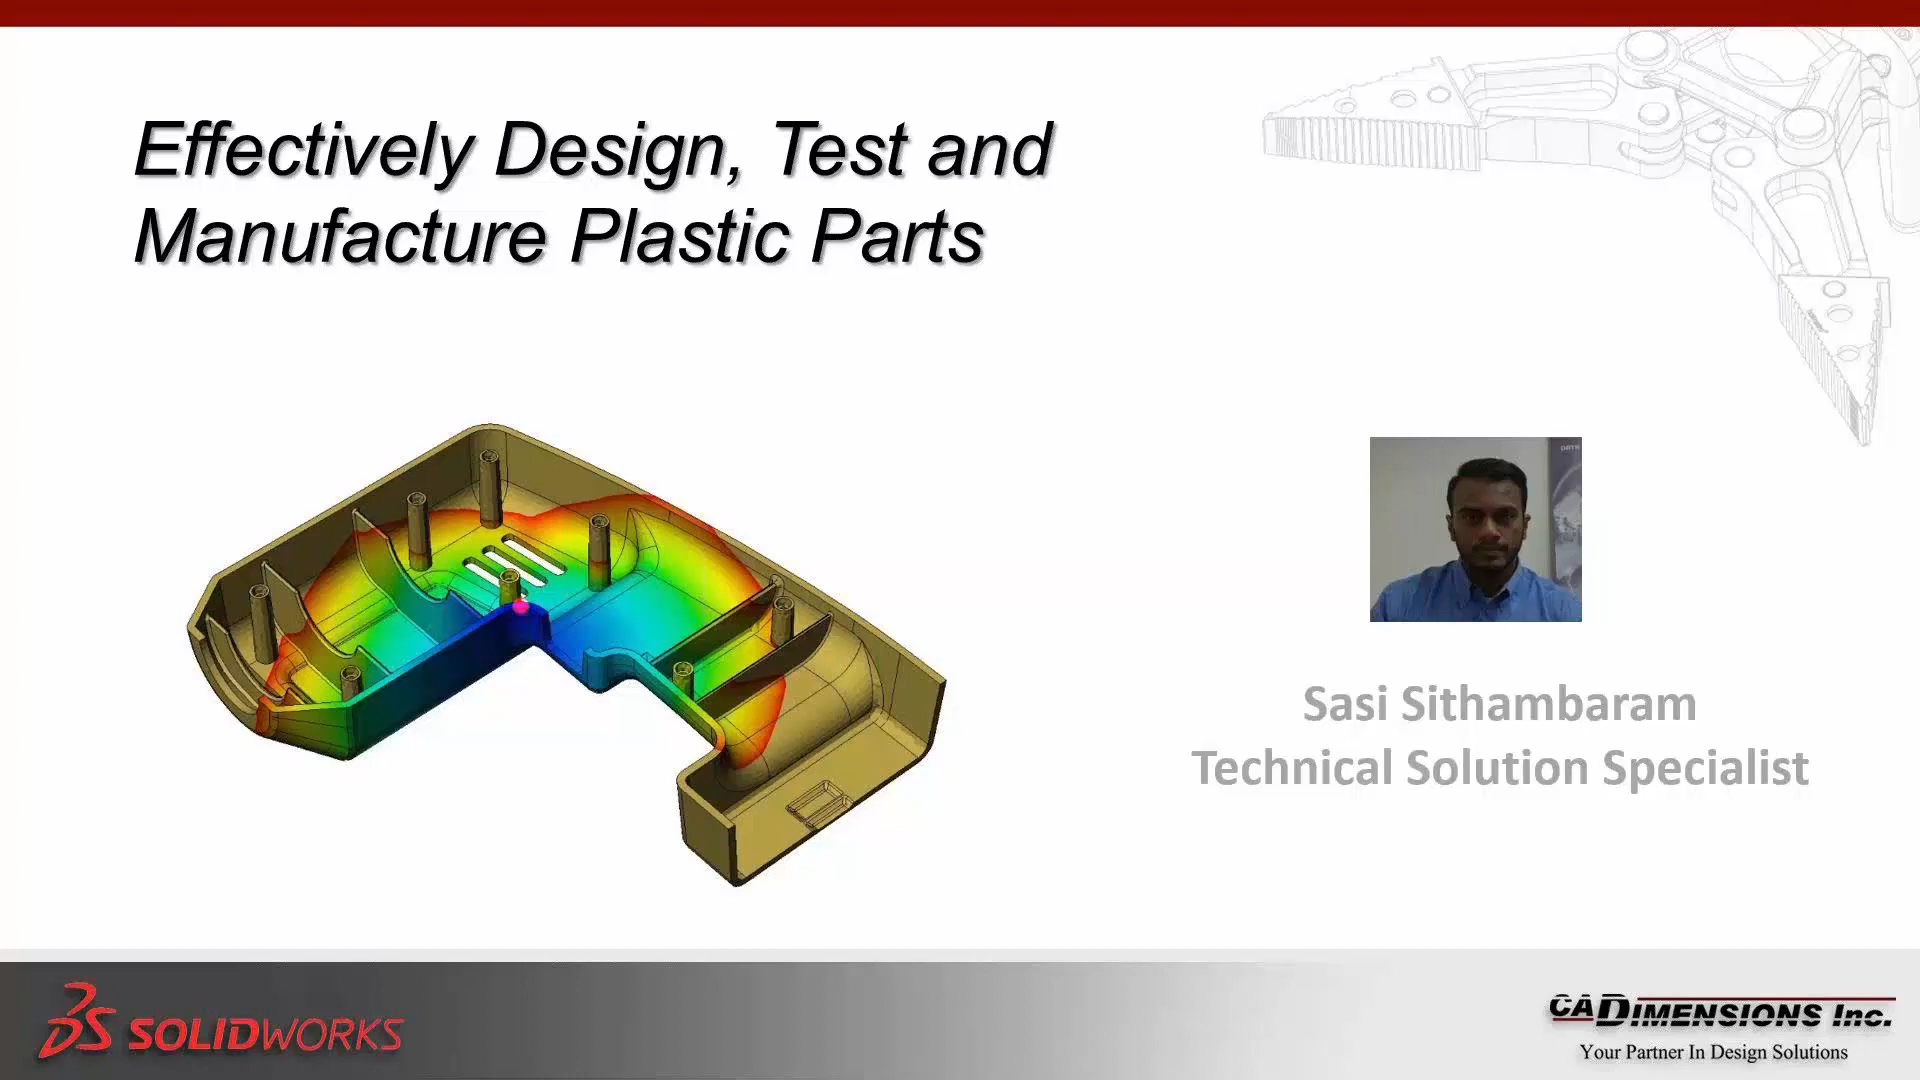 Effectively Design, Test and
Manufacture Plastic Parts
Sasi Sithambaram
Technical Solution Specialist
SOLIDWORKS
CADIMENSIONS Inc.
Your Partner In Design Solutions